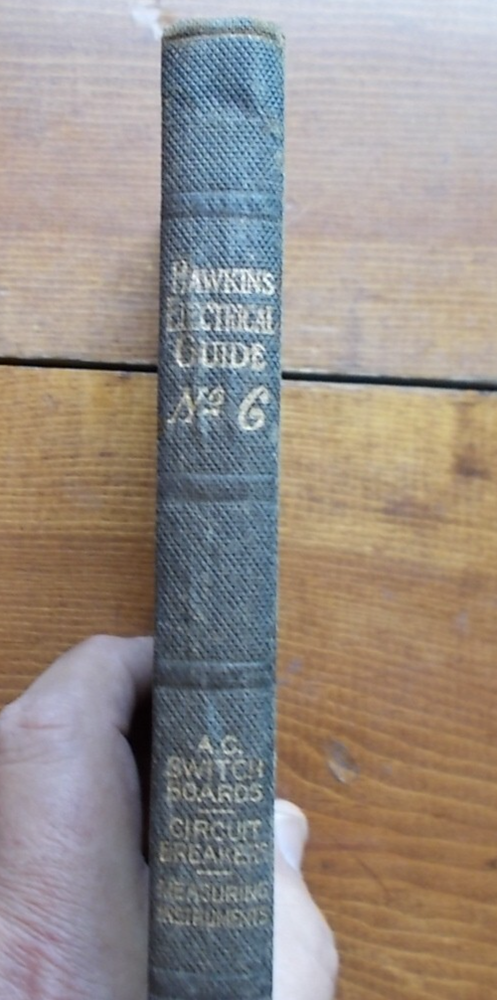 HAWKINS
ELECTRICAL
GUIDE
No 6
A.C.
SWITCH
BOARDS
CIRCUIT
BREAKERS
MEASURING
INSTRUMENTS